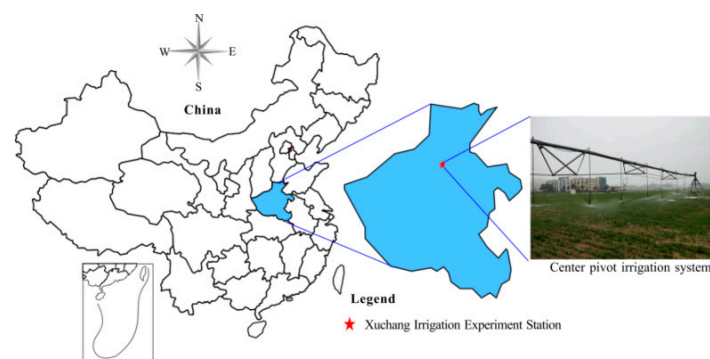 N
W E
S
China
Center pivot irrigation system
Legend
Xuchang Irrigation Experiment Station